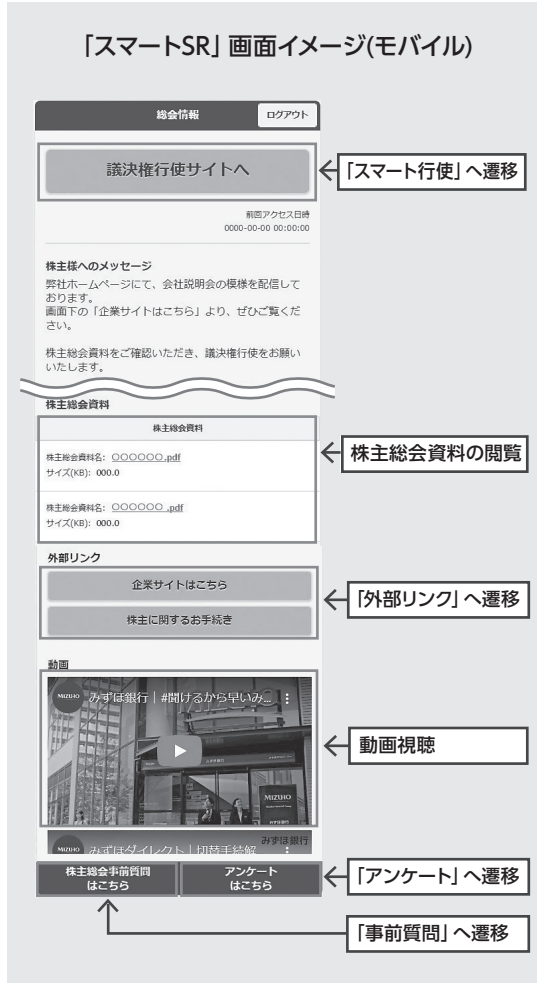 「スマートSR」画面イメージ(モバイル)
総会情報
ログアウト
議決権行使サイトへ
「スマート行使」へ遷移
前回アクセス日時
0000-00-00 00:00:00
株主様へのメッセージ
弊社ホームページにて、会社説明会の模様を配信して
おります。
画面下の「企業サイトはこちら」より、ぜひご覧くだ
さい。
株主総会資料をご確認いただき、議決権行使をお願い
いたします。
株主総会資料
株主総会資料
株主総会資料の閲覧
株主総会資料名: 〇〇〇〇〇〇.pdf
サイズ(KB): 000.0
株主総会資料名: 〇〇〇〇〇〇 .pdf
サイズ(KB): 000.0
外部リンク
企業サイトはこちら
「外部リンク」へ遷移
株主に関するお手続き
動画
MIZUHO
みずほ銀行｜#聞けるから早いみ...
動画視聴
MIZUHO
みずほ銀行
MIZUHO
みずほダイレクト｜切替手続解
株主総会事前質問
はこちら
アンケート
はこちら
「アンケート」へ遷移
「事前質問」へ遷移